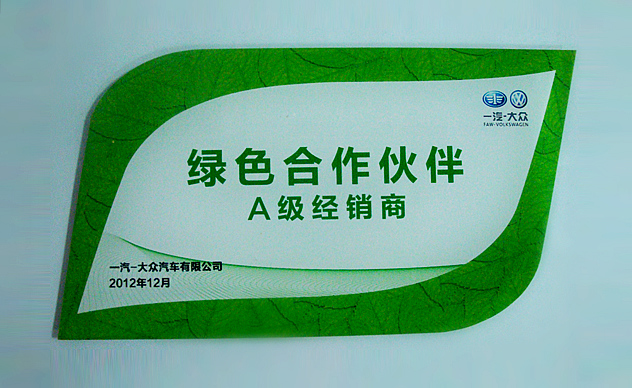 一汽-大众
FAW-VOLKSWAGEN
绿色合作伙伴
A级经销商
一汽-大众汽车有限公司
2012年12月